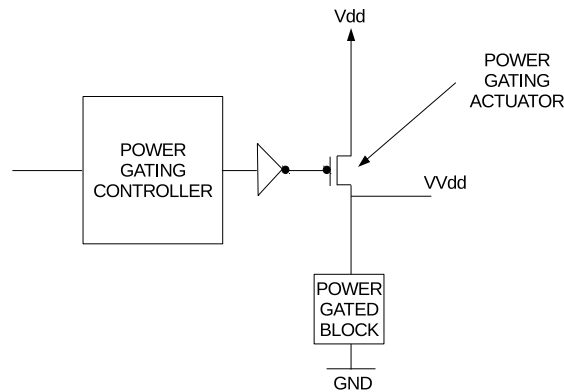 Vdd
POWER
GATING
ACTUATOR
POWER
GATING
CONTROLLER
VVdd
POWER
GATED
BLOCK
GND